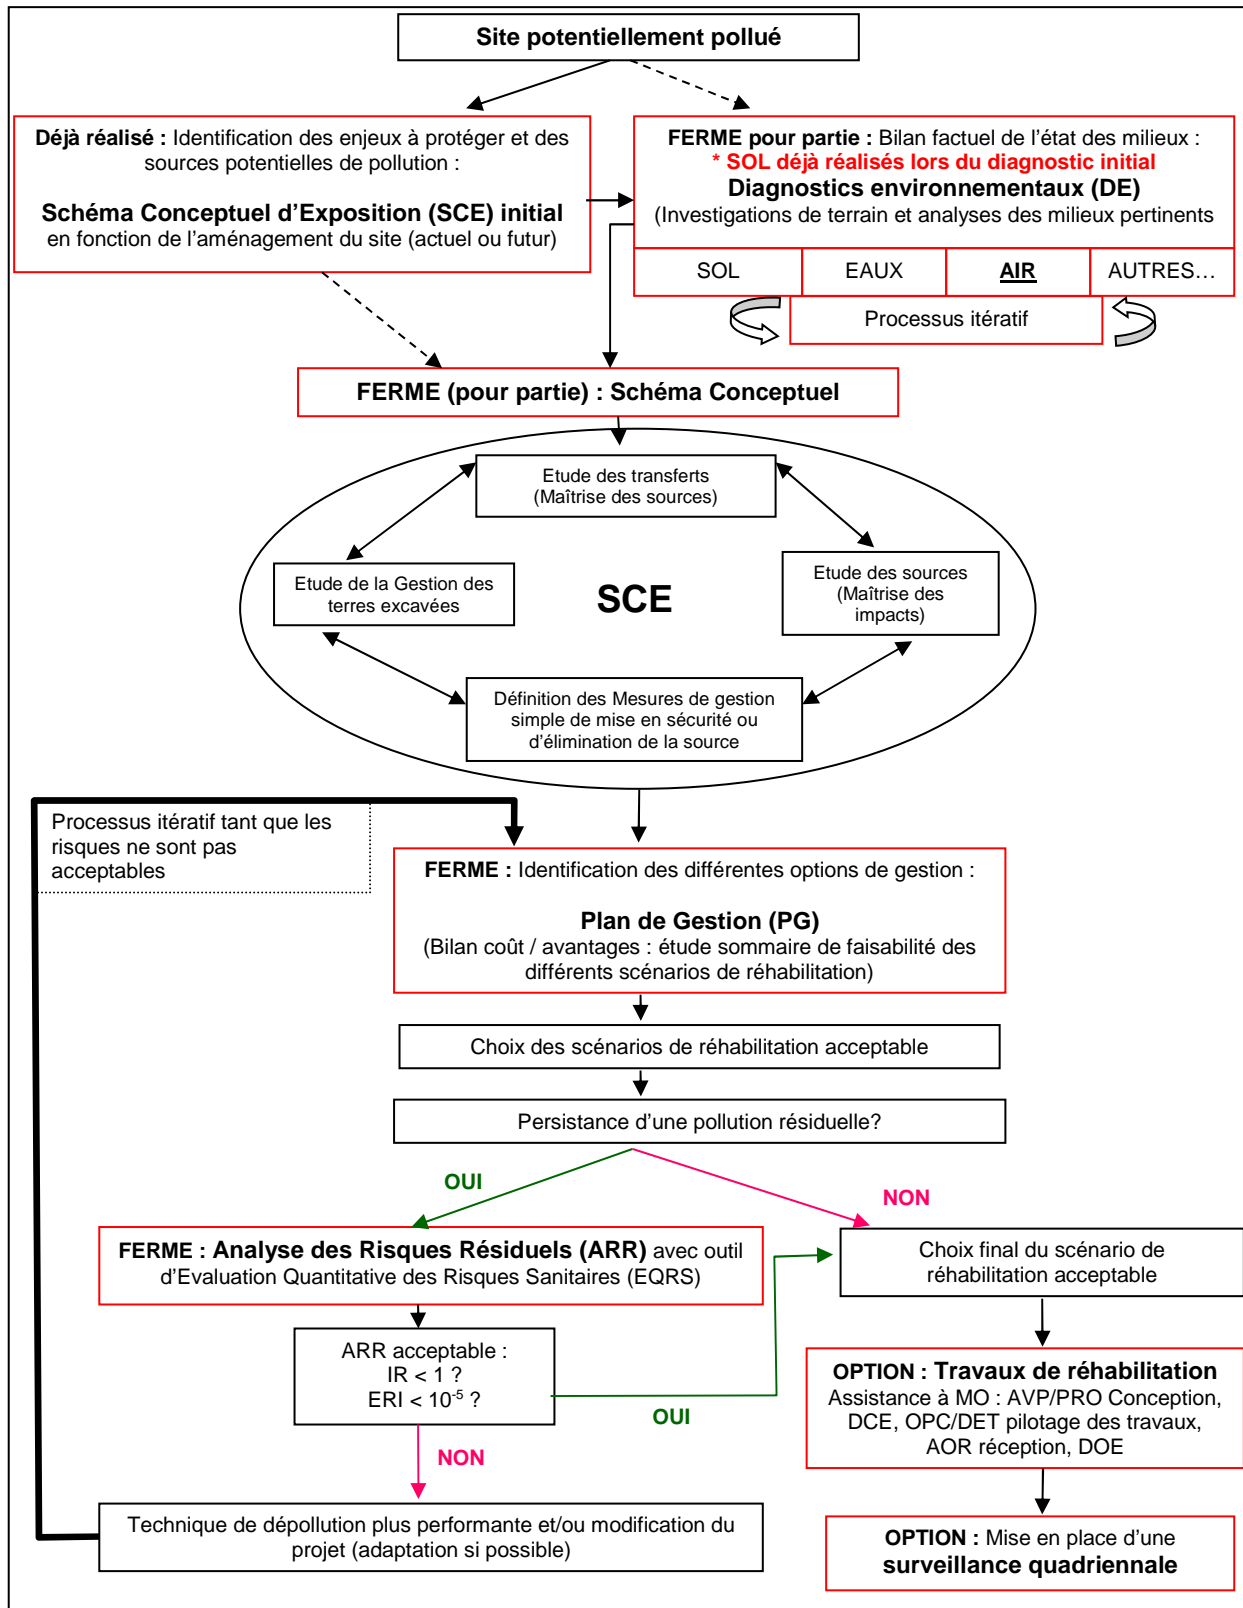 Site potentiellement pollué
Déjà réalisé : Identification des enjeux à protéger et des
sources potentielles de pollution :
Schéma Conceptuel d'Exposition (SCE) initial
en fonction de l'aménagement du site (actuel ou futur)
FERME pour partie : Bilan factuel de l'état des milieux :
* SOL déjà réalisés lors du diagnostic initial
Diagnostics environnementaux (DE)
(Investigations de terrain et analyses des milieux pertinents
SOL
EAUX
AIR
AUTRES…
Processus itératif
FERME (pour partie) : Schéma Conceptuel
Etude des transferts
(Maîtrise des sources)
Etude de la Gestion des
terres excavées
SCE
Etude des sources
(Maîtrise des
impacts)
Définition des Mesures de gestion
simple de mise en sécurité ou
d'élimination de la source
Processus itératif tant que les
risques ne sont pas
acceptables
FERME : Identification des différentes options de gestion :
Plan de Gestion (PG)
(Bilan coût / avantages : étude sommaire de faisabilité des
différents scénarios de réhabilitation)
Choix des scénarios de réhabilitation acceptable
Persistance d'une pollution résiduelle?
OUI
NON
FERME : Analyse des Risques Résiduels (ARR) avec outil
d'Evaluation Quantitative des Risques Sanitaires (EQRS)
Choix final du scénario de
réhabilitation acceptable
ARR acceptable :
IR < 1 ?
ERI < 10⁻⁵ ?
OUI
NON
OPTION : Travaux de réhabilitation
Assistance à MO : AVP/PRO Conception,
DCE, OPC/DET pilotage des travaux,
AOR réception, DOE
Technique de dépollution plus performante et/ou modification du
projet (adaptation si possible)
OPTION : Mise en place d'une
surveillance quadriennale